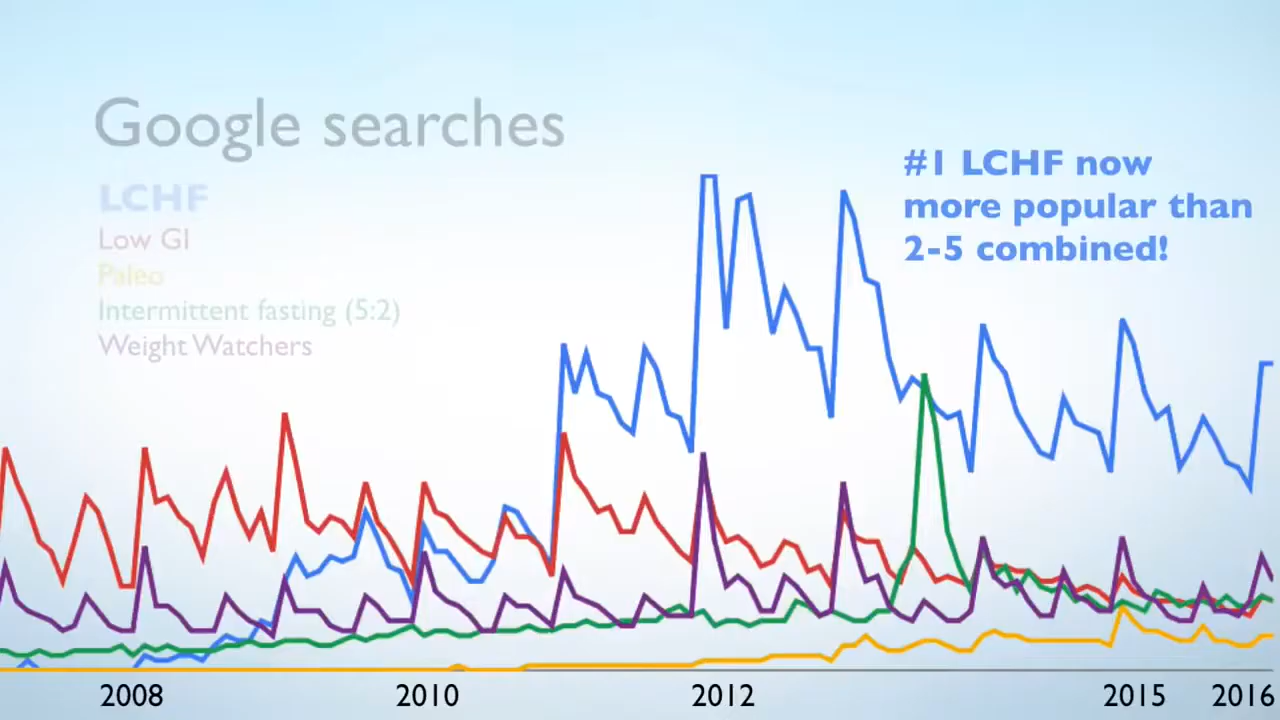 Google searches
LCHF
Low GI
Paleo
Intermittent fasting (5:2)
Weight Watchers
#1 LCHF now
more popular than
2-5 combined!
2008 2010 2012 2015 2016